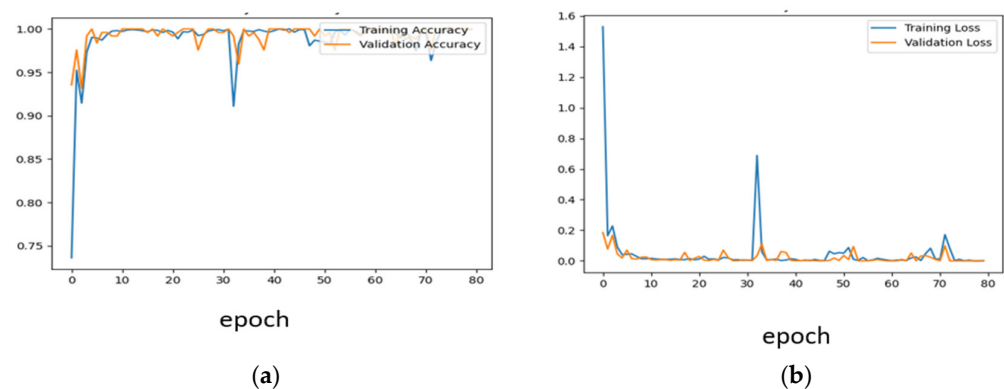 1.00
0.95
0.90
0.85
0.80
0.75
Training Accuracy
Validation Accuracy
0 10 20 30 40 50 60 70 80
epoch
(a)
1.6
1.4
1.2
1.0
0.8
0.6
0.4
0.2
0.0
Training Loss
Validation Loss
0 10 20 30 40 50 60 70 80
epoch
(b)